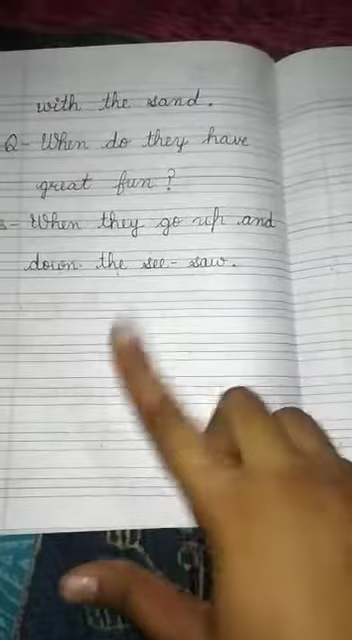 with the sand.
Q- When do they have
great fun?
s- When they go up and
down the see-saw.